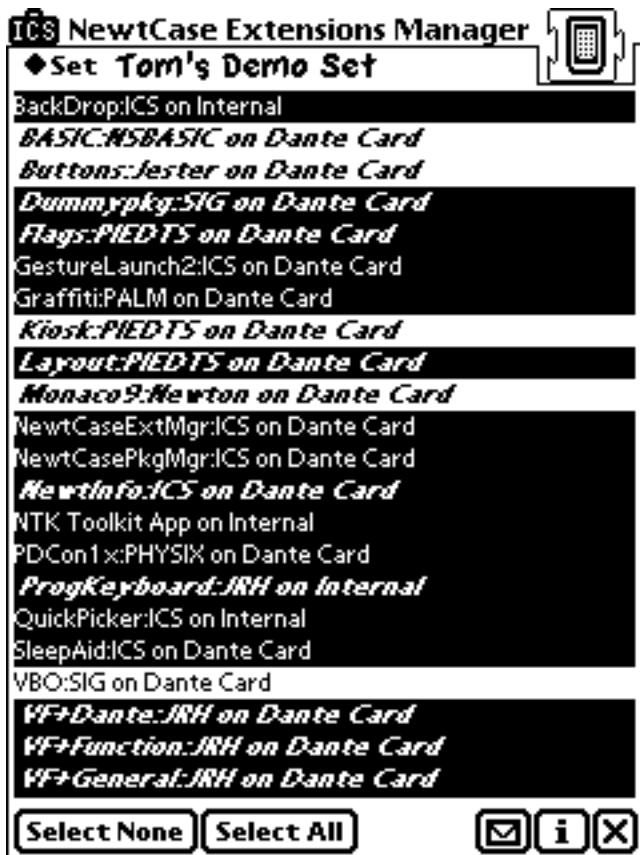 ICS NewtCase Extensions Manager
◆Set Tom's Demo Set
BackDrop:ICS on Internal
BASIC:NSBASIC on Dante Card
Buttons:Jester on Dante Card
Dummypkg:SIG on Dante Card
Flags:PIEDTS on Dante Card
GestureLaunch2:ICS on Dante Card
Graffiti:PALM on Dante Card
Kiosk:PIEDTS on Dante Card
Layout:PIEDTS on Dante Card
Monaco9:Newton on Dante Card
NewtCaseExtMgr:ICS on Dante Card
NewtCasePkgMgr:ICS on Dante Card
NewtInfo:ICS on Dante Card
NTK Toolkit App on Internal
PDCon1x:PHYSIX on Dante Card
ProgKeyboard:JRH on Internal
QuickPicker:ICS on Internal
SleepAid:ICS on Dante Card
VBO:SIG on Dante Card
VF+Dante:JRH on Dante Card
VF+Function:JRH on Dante Card
VF+General:JRH on Dante Card
Select None Select All i X